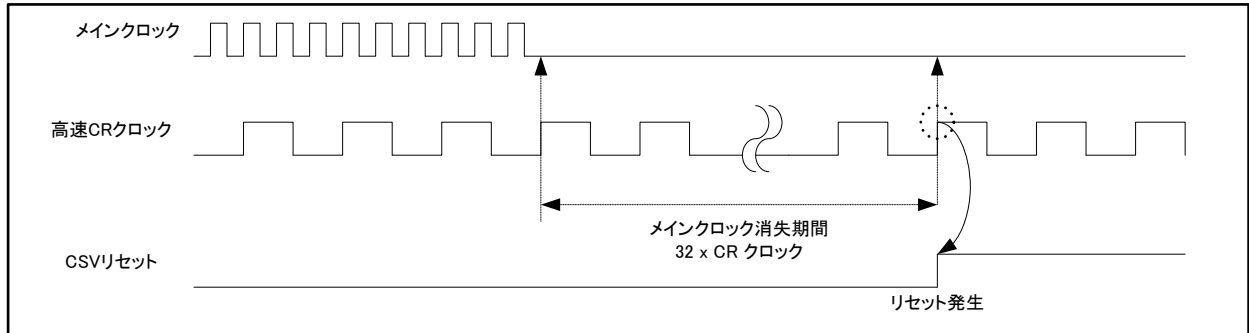 メインクロック
高速CRクロック
メインクロック消失期間
32 x CR クロック
CSVリセット
リセット発生